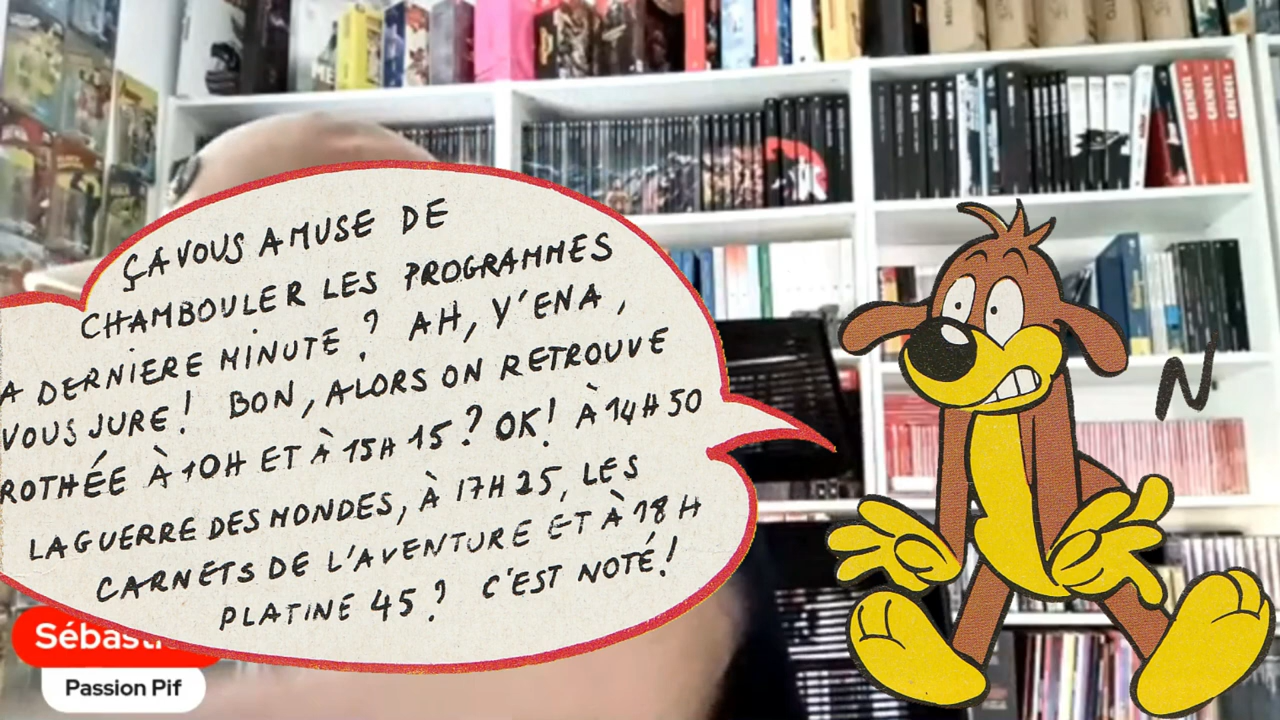 ÇA VOUS AMUSE DE
CHAMBOULER LES PROGRAMMES
A DERNIERE MINUTE ? AH, Y'EN A,
VOUS JURE ! BON, ALORS ON RETROUVE
ROTHÉE À 10H ET À 15H 15 ? OK! À 14H 50
LA GUERRE DES MONDES, À 17H 25, LES
CARNETS DE L'AVENTURE ET À 18 H
PLATINE 45 ? C'EST NOTÉ !
N
Sébasti
Passion Pif